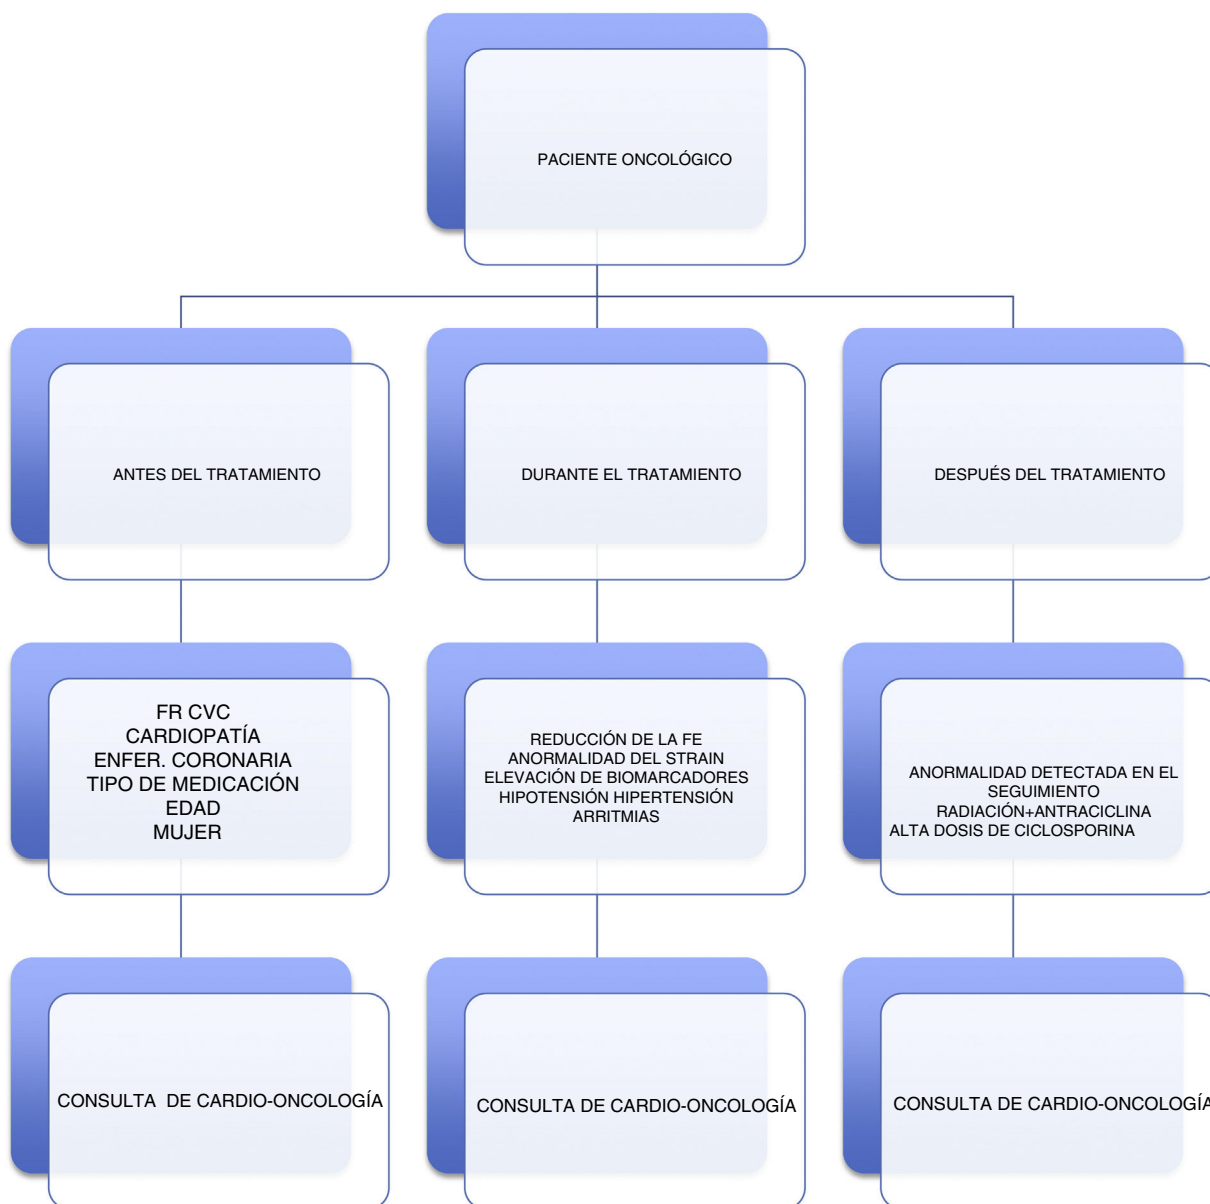 PACIENTE ONCOLÓGICO
ANTES DEL TRATAMIENTO
DURANTE EL TRATAMIENTO
DESPUÉS DEL TRATAMIENTO
FR CVC
CARDIOPATÍA
ENFER. CORONARIA
TIPO DE MEDICACIÓN
EDAD
MUJER
REDUCCIÓN DE LA FE
ANORMALIDAD DEL STRAIN
ELEVACIÓN DE BIOMARCADORES
HIPOTENSIÓN HIPERTENSIÓN
ARRITMIAS
ANORMALIDAD DETECTADA EN EL
SEGUIMIENTO
RADIACIÓN+ANTRACICLINA
ALTA DOSIS DE CICLOSPORINA
CONSULTA DE CARDIO-ONCOLOGÍA
CONSULTA DE CARDIO-ONCOLOGÍA
CONSULTA DE CARDIO-ONCOLOGÍA